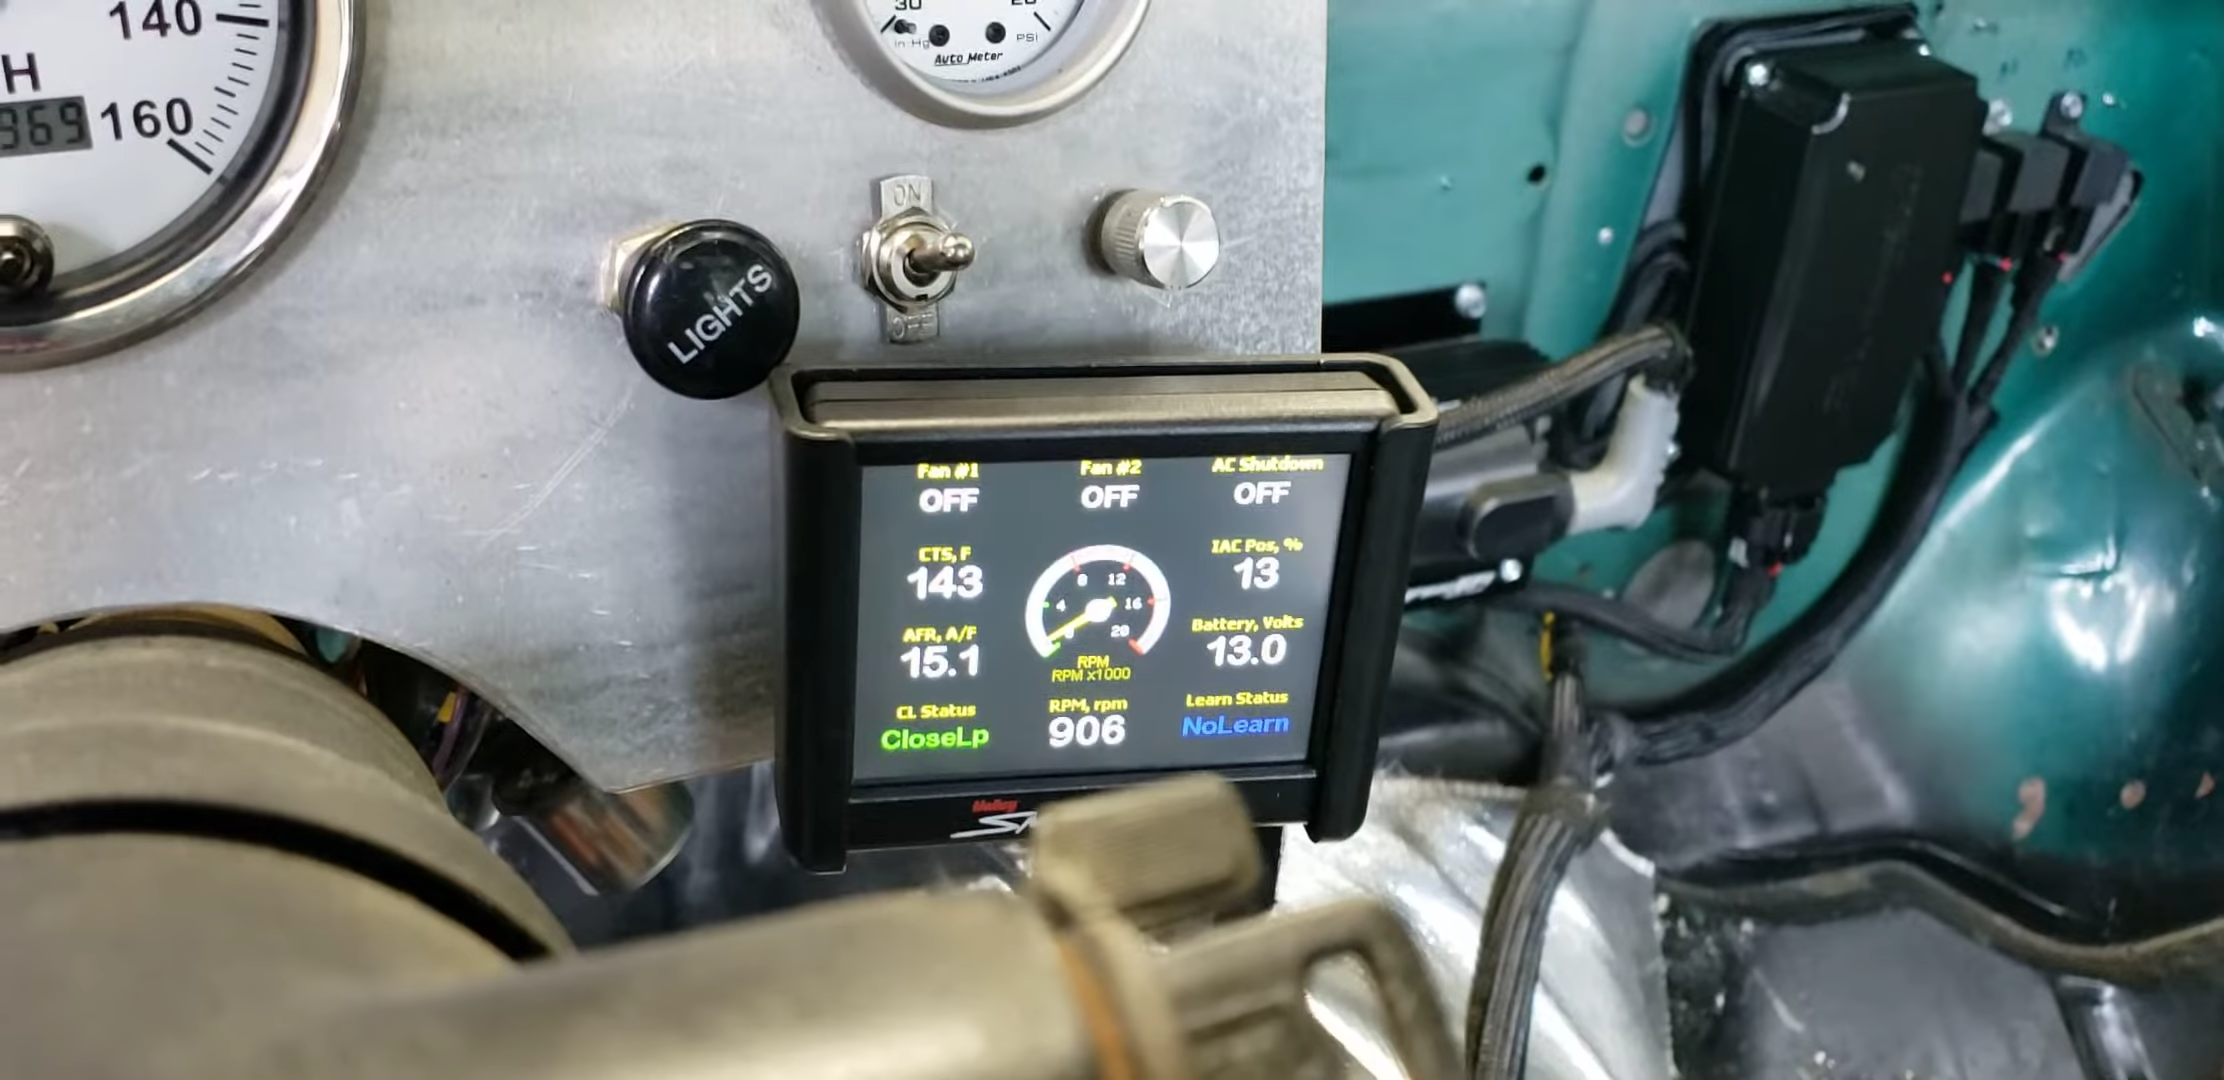 140
H
969
160
30
20
in-Hg
PSI
Auto Meter
ON
OFF
LIGHTS
Fan #1
OFF
Fan #2
OFF
AC Shutdown
OFF
CTS, F
143
IAC Pos, %
13
8
12
4
16
20
AFR, A/F
15.1
RPM
RPM x1000
Battery, Volts
13.0
CL Status
CloseLp
RPM, rpm
906
Learn Status
NoLearn
Holley